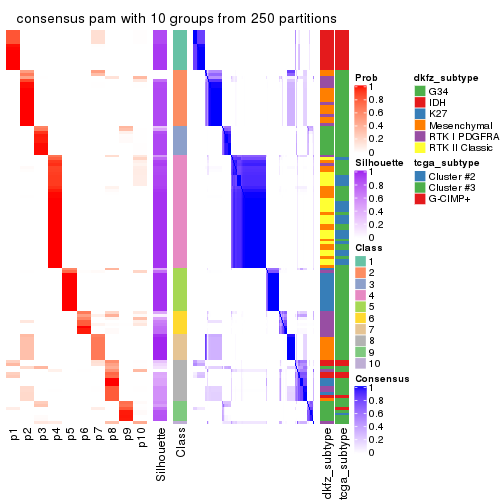 consensus pam with 10 groups from 250 partitions
Prob
1
0.8
0.6
0.4
0.2
0
Silhouette
1
0.8
0.6
0.4
0.2
0
Class
1
2
3
4
5
6
7
8
9
10
Consensus
1
0.8
0.6
0.4
0.2
0
dkfz_subtype
G34
IDH
K27
Mesenchymal
RTK I PDGFRA
RTK II Classic
tcga_subtype
Cluster #2
Cluster #3
G-CIMP+
p1
p2
p3
p4
p5
p6
p7
p8
p9
p10
Silhouette
Class
dkfz_subtype
tcga_subtype